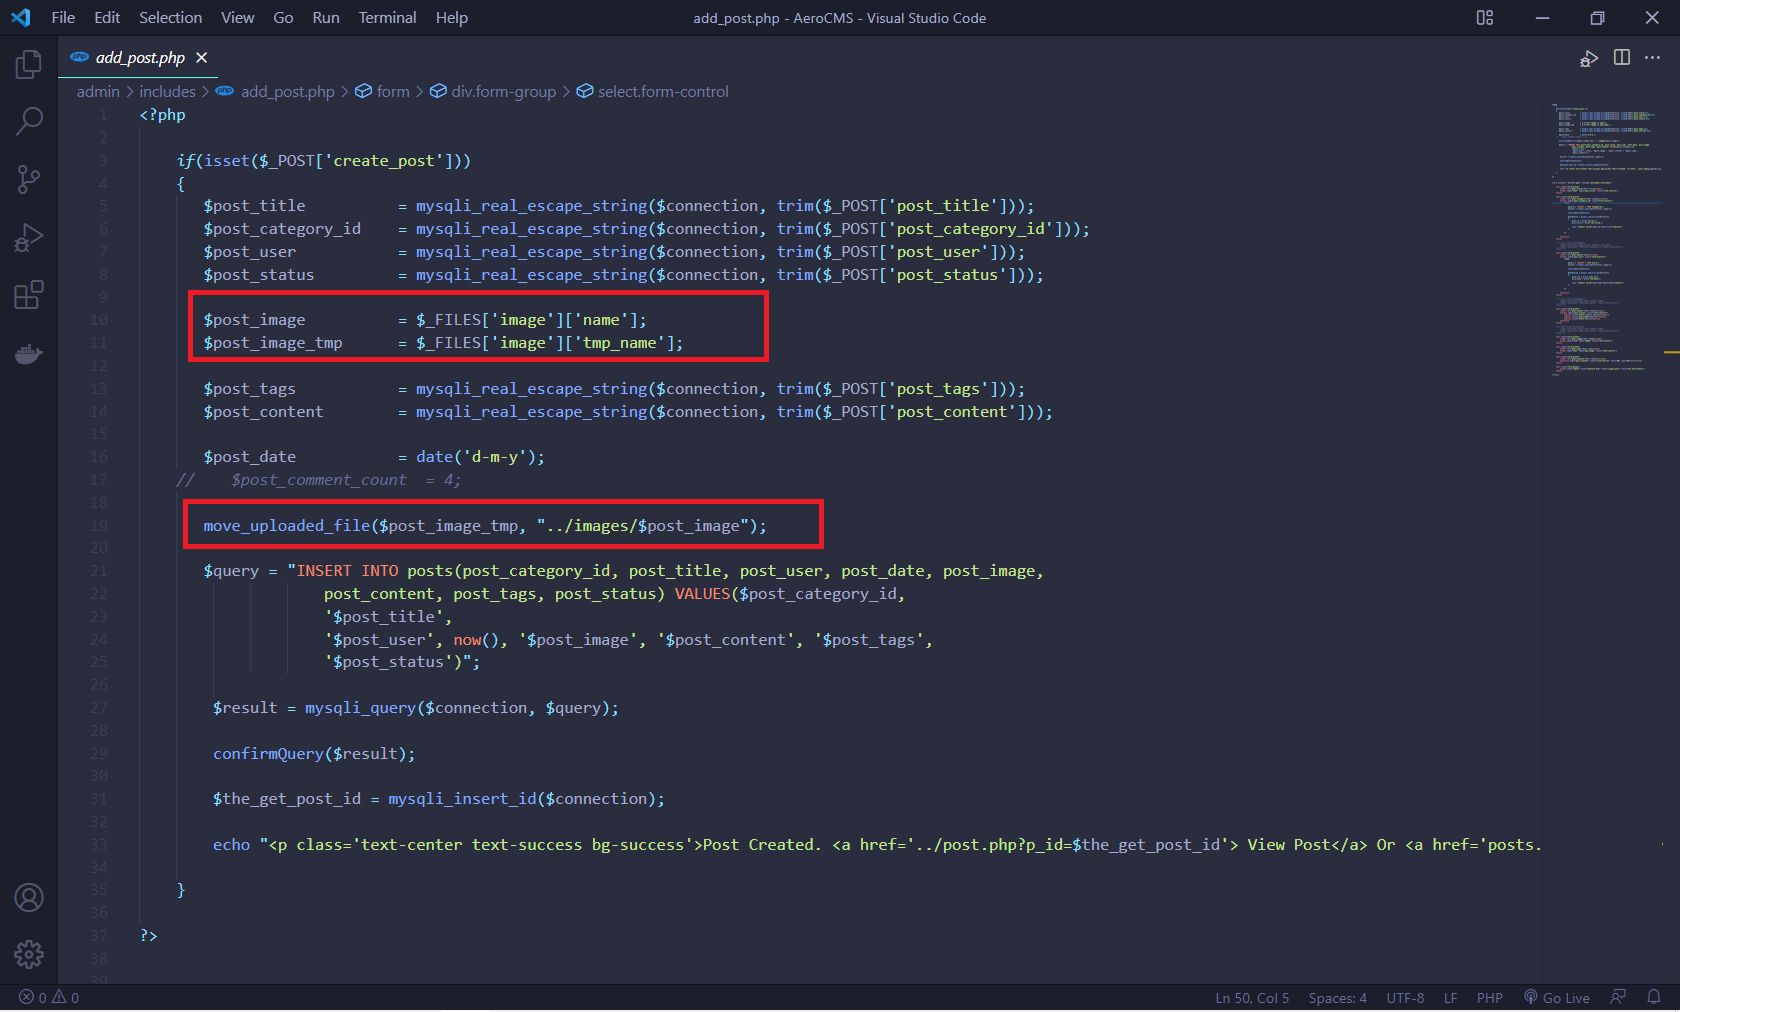 File Edit Selection View Go Run Terminal Help
add_post.php - AeroCMS - Visual Studio Code
php add_post.php
admin > includes > php add_post.php > form > div.form-group > select.form-control
1 <?php
2
3 if(isset($_POST['create_post']))
4 {
5 $post_title = mysqli_real_escape_string($connection, trim($_POST['post_title']));
6 $post_category_id = mysqli_real_escape_string($connection, trim($_POST['post_category_id']));
7 $post_user = mysqli_real_escape_string($connection, trim($_POST['post_user']));
8 $post_status = mysqli_real_escape_string($connection, trim($_POST['post_status']));
9
10 $post_image = $_FILES['image']['name'];
11 $post_image_tmp = $_FILES['image']['tmp_name'];
12
13 $post_tags = mysqli_real_escape_string($connection, trim($_POST['post_tags']));
14 $post_content = mysqli_real_escape_string($connection, trim($_POST['post_content']));
15
16 $post_date = date('d-m-y');
17 // $post_comment_count = 4;
18
19 move_uploaded_file($post_image_tmp, "../images/$post_image");
20
21 $query = "INSERT INTO posts(post_category_id, post_title, post_user, post_date, post_image,
22 post_content, post_tags, post_status) VALUES($post_category_id,
23 '$post_title',
24 '$post_user', now(), '$post_image', '$post_content', '$post_tags',
25 '$post_status')";
26
27 $result = mysqli_query($connection, $query);
28
29 confirmQuery($result);
30
31 $the_get_post_id = mysqli_insert_id($connection);
32
33 echo "<p class='text-center text-success bg-success'>Post Created. <a href='../post.php?p_id=$the_get_post_id'> View Post</a> Or <a href='posts.
34
35 }
36
37 ?>
38
39
0 0
Ln 50, Col 5 Spaces: 4 UTF-8 LF PHP Go Live